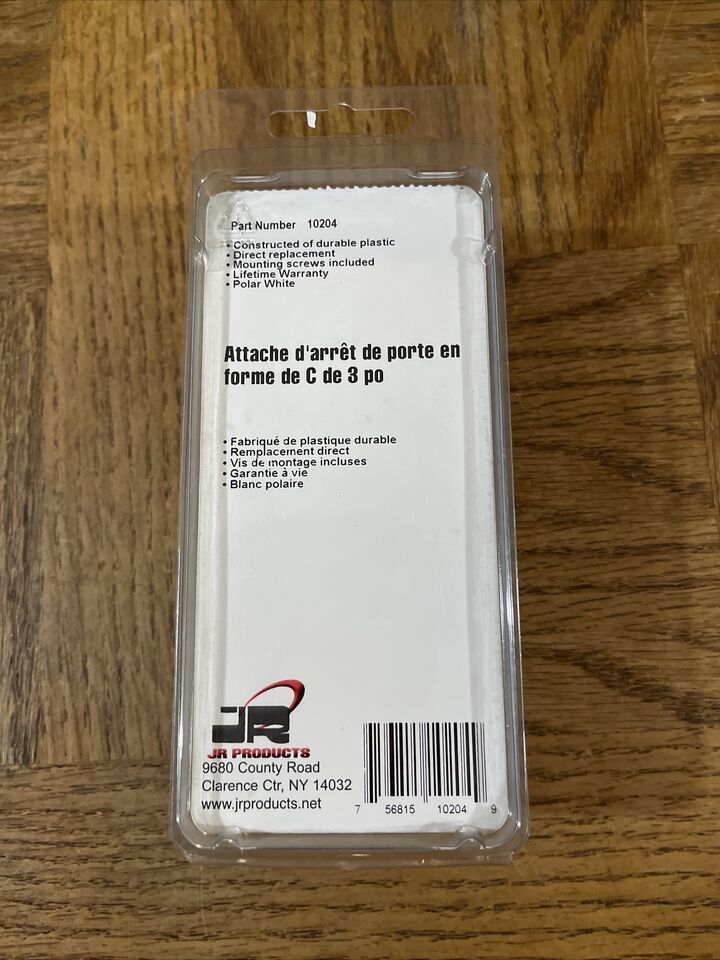 Part Number 10204
• Constructed of durable plastic
• Direct replacement
• Mounting screws included
• Lifetime Warranty
• Polar White
Attache d'arrêt de porte en
forme de C de 3 po
• Fabriqué de plastique durable
• Remplacement direct
• Vis de montage incluses
• Garantie à vie
• Blanc polaire
JR
JR PRODUCTS
9680 County Road
Clarence Ctr, NY 14032
www.jrproducts.net
7 56815 10204 9